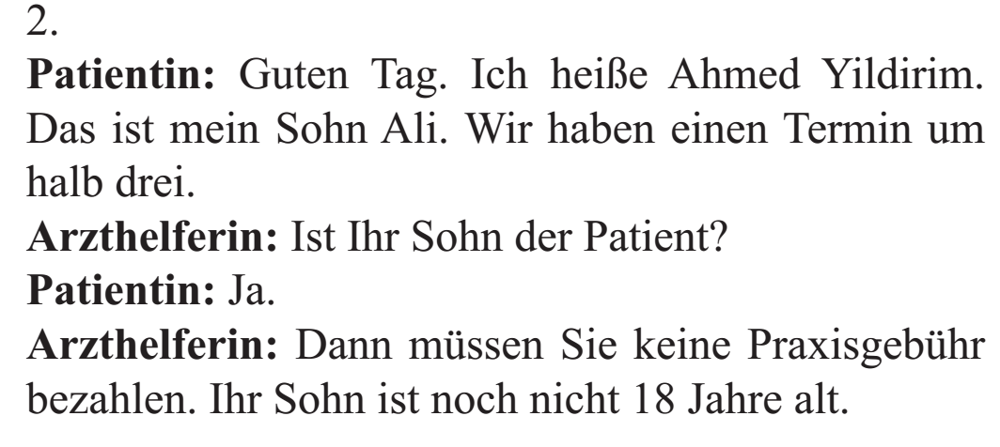 2.
Patientin: Guten Tag. Ich heiße Ahmed Yildirim.
Das ist mein Sohn Ali. Wir haben einen Termin um
halb drei.
Arzthelferin: Ist Ihr Sohn der Patient?
Patientin: Ja.
Arzthelferin: Dann müssen Sie keine Praxisgebühr
bezahlen. Ihr Sohn ist noch nicht 18 Jahre alt.